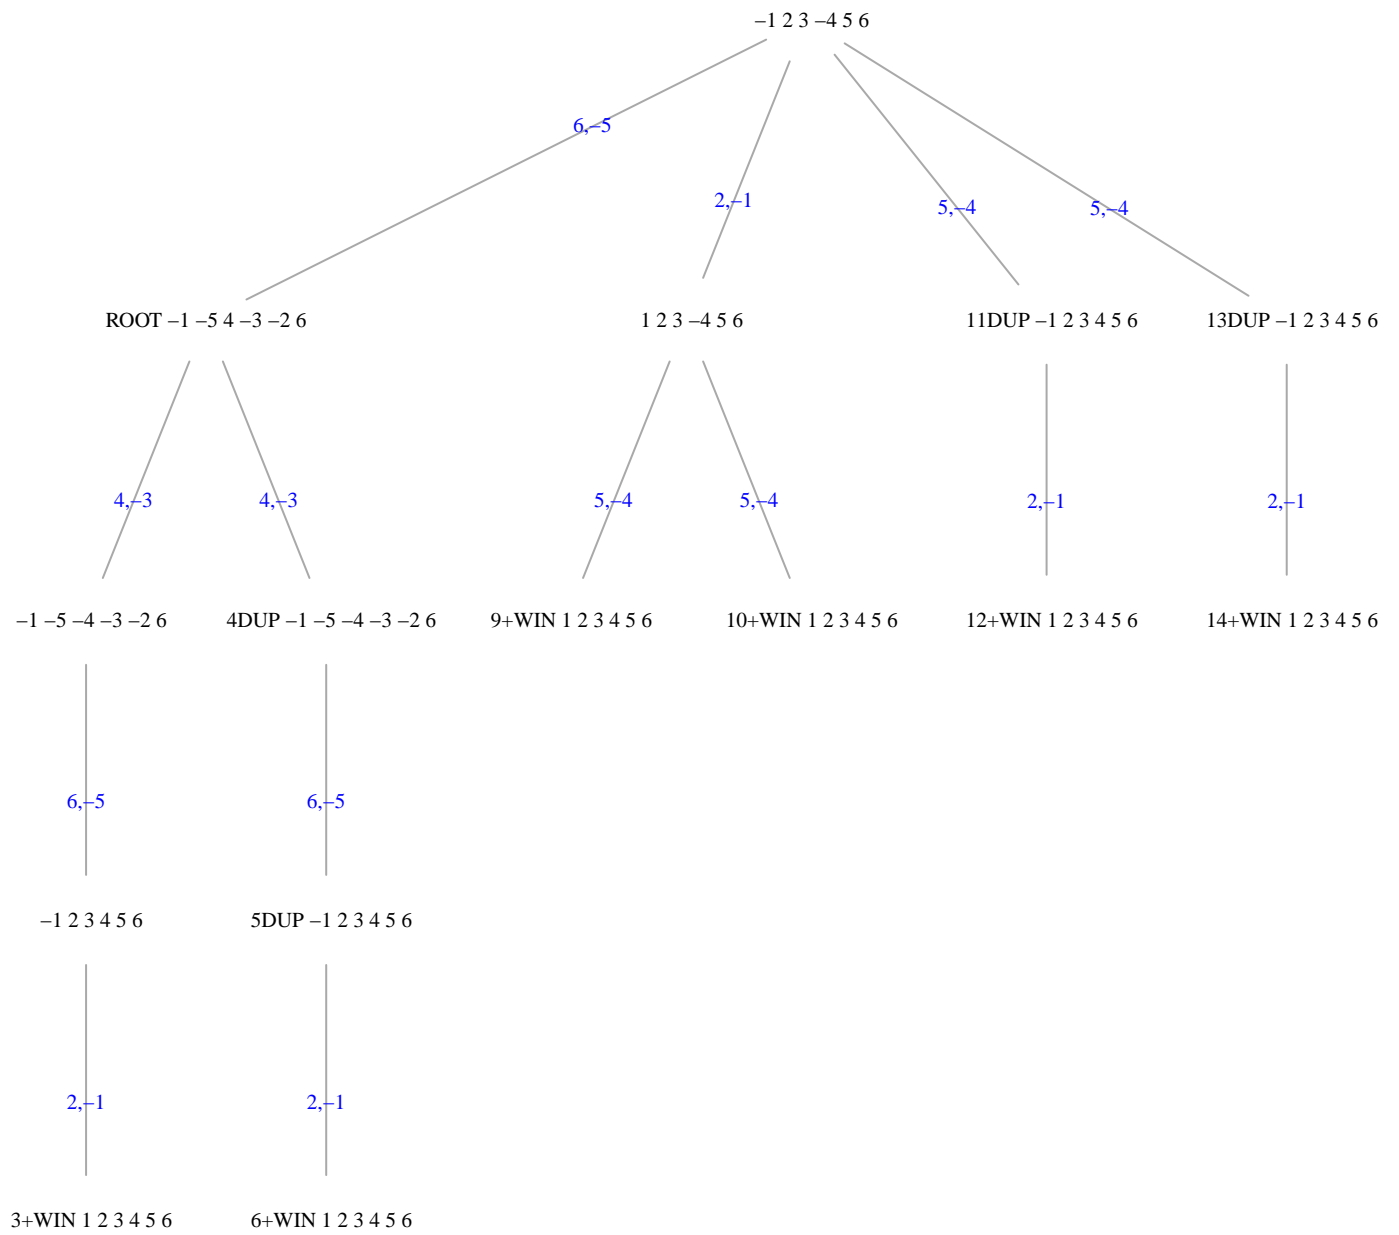 –1 2 3 –4 5 6
6,–5
2,–1
5,–4
5,–4
ROOT –1 –5 4 –3 –2 6
1 2 3 –4 5 6
11DUP –1 2 3 4 5 6
13DUP –1 2 3 4 5 6
4,–3
4,–3
5,–4
5,–4
2,–1
2,–1
–1 –5 –4 –3 –2 6
4DUP –1 –5 –4 –3 –2 6
9+WIN 1 2 3 4 5 6
10+WIN 1 2 3 4 5 6
12+WIN 1 2 3 4 5 6
14+WIN 1 2 3 4 5 6
6,–5
6,–5
–1 2 3 4 5 6
5DUP –1 2 3 4 5 6
2,–1
2,–1
3+WIN 1 2 3 4 5 6
6+WIN 1 2 3 4 5 6